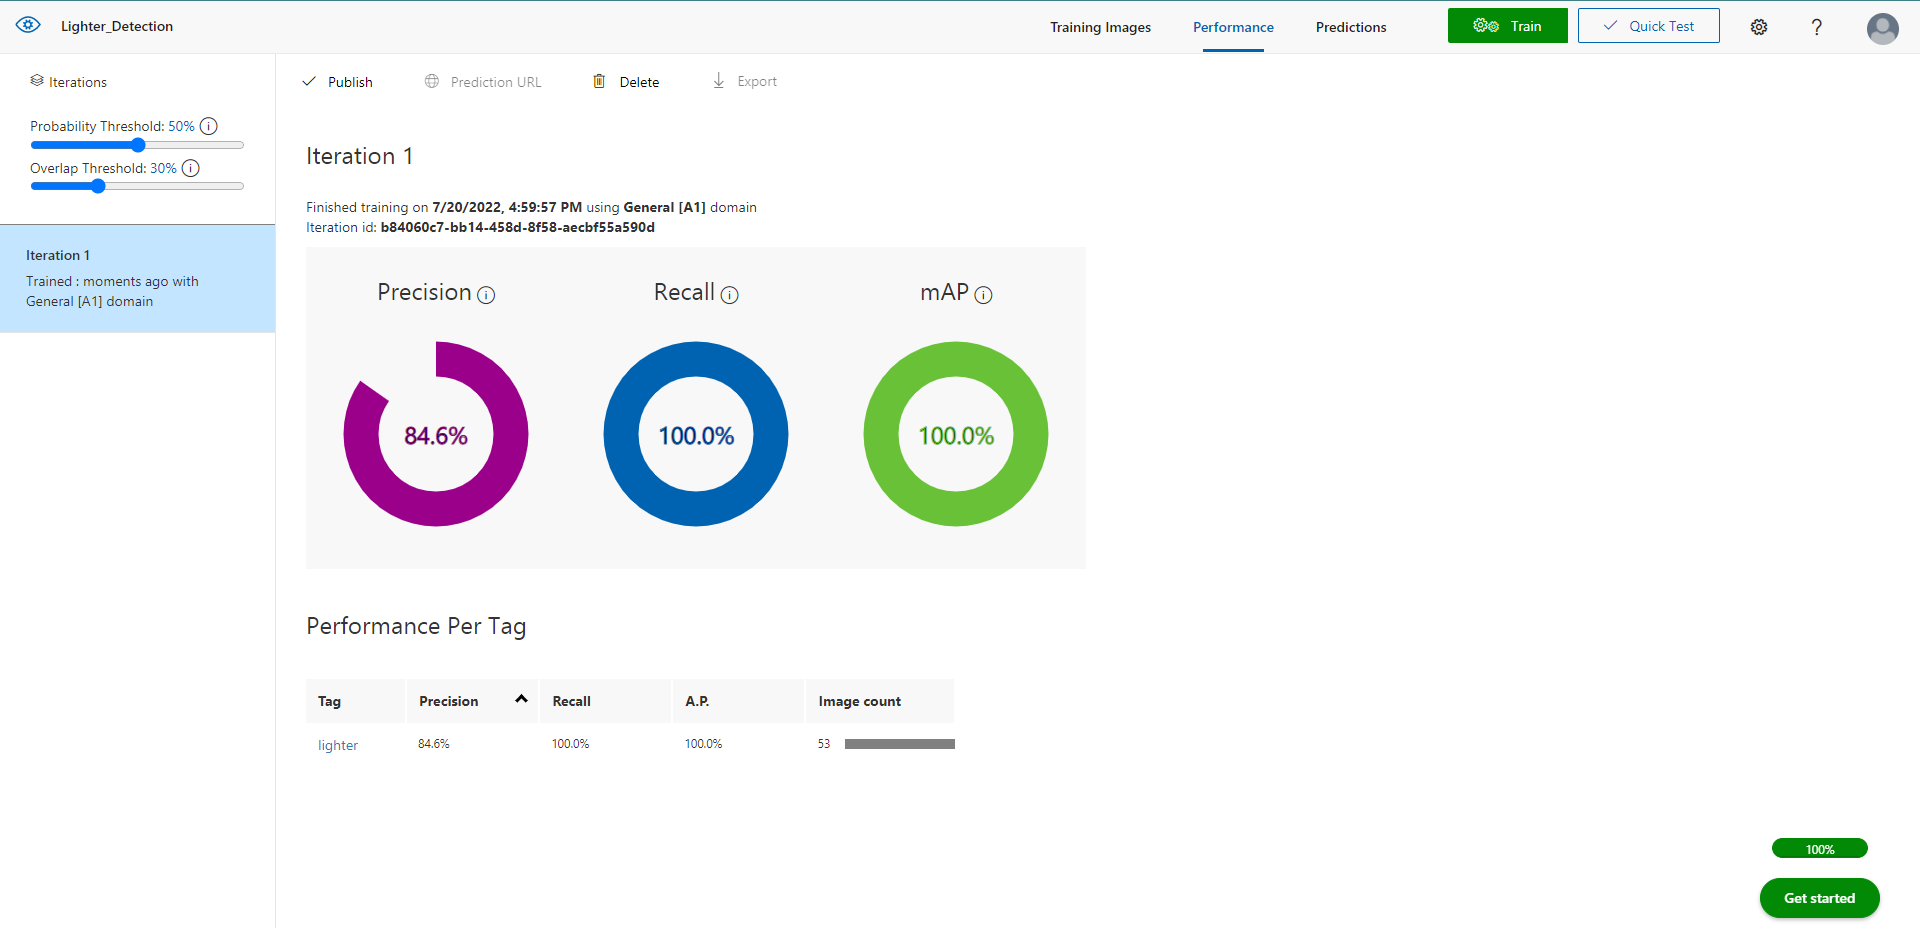 Lighter_Detection
Training Images
Performance
Predictions
Train
Quick Test
?
Iterations
Probability Threshold: 50%
Overlap Threshold: 30%
Iteration 1
Trained : moments ago with
General [A1] domain
Publish
Prediction URL
Delete
Export
Iteration 1
Finished training on 7/20/2022, 4:59:57 PM using General [A1] domain
Iteration id: b84060c7-bb14-458d-8f58-aecbf55a590d
Precision
Recall
mAP
84.6%
100.0%
100.0%
Performance Per Tag
Tag Precision Recall A.P. Image count
lighter 84.6% 100.0% 100.0% 53
100%
Get started